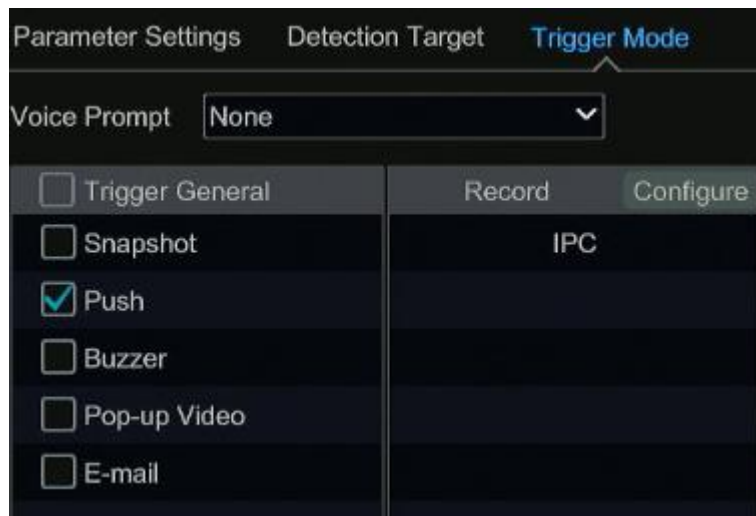 Parameter Settings Detection Target Trigger Mode
Voice Prompt None
Trigger General Record Configure
Snapshot IPC
Push
Buzzer
Pop-up Video
E-mail